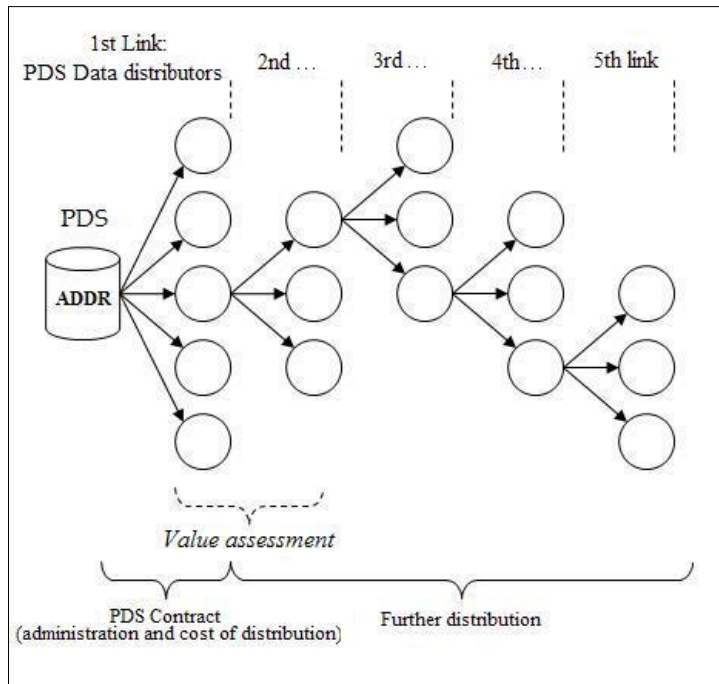 1st Link:
PDS Data distributors
2nd …
3rd …
4th…
5th link
PDS
ADDR
Value assessment
PDS Contract
(administration and cost of distribution)
Further distribution